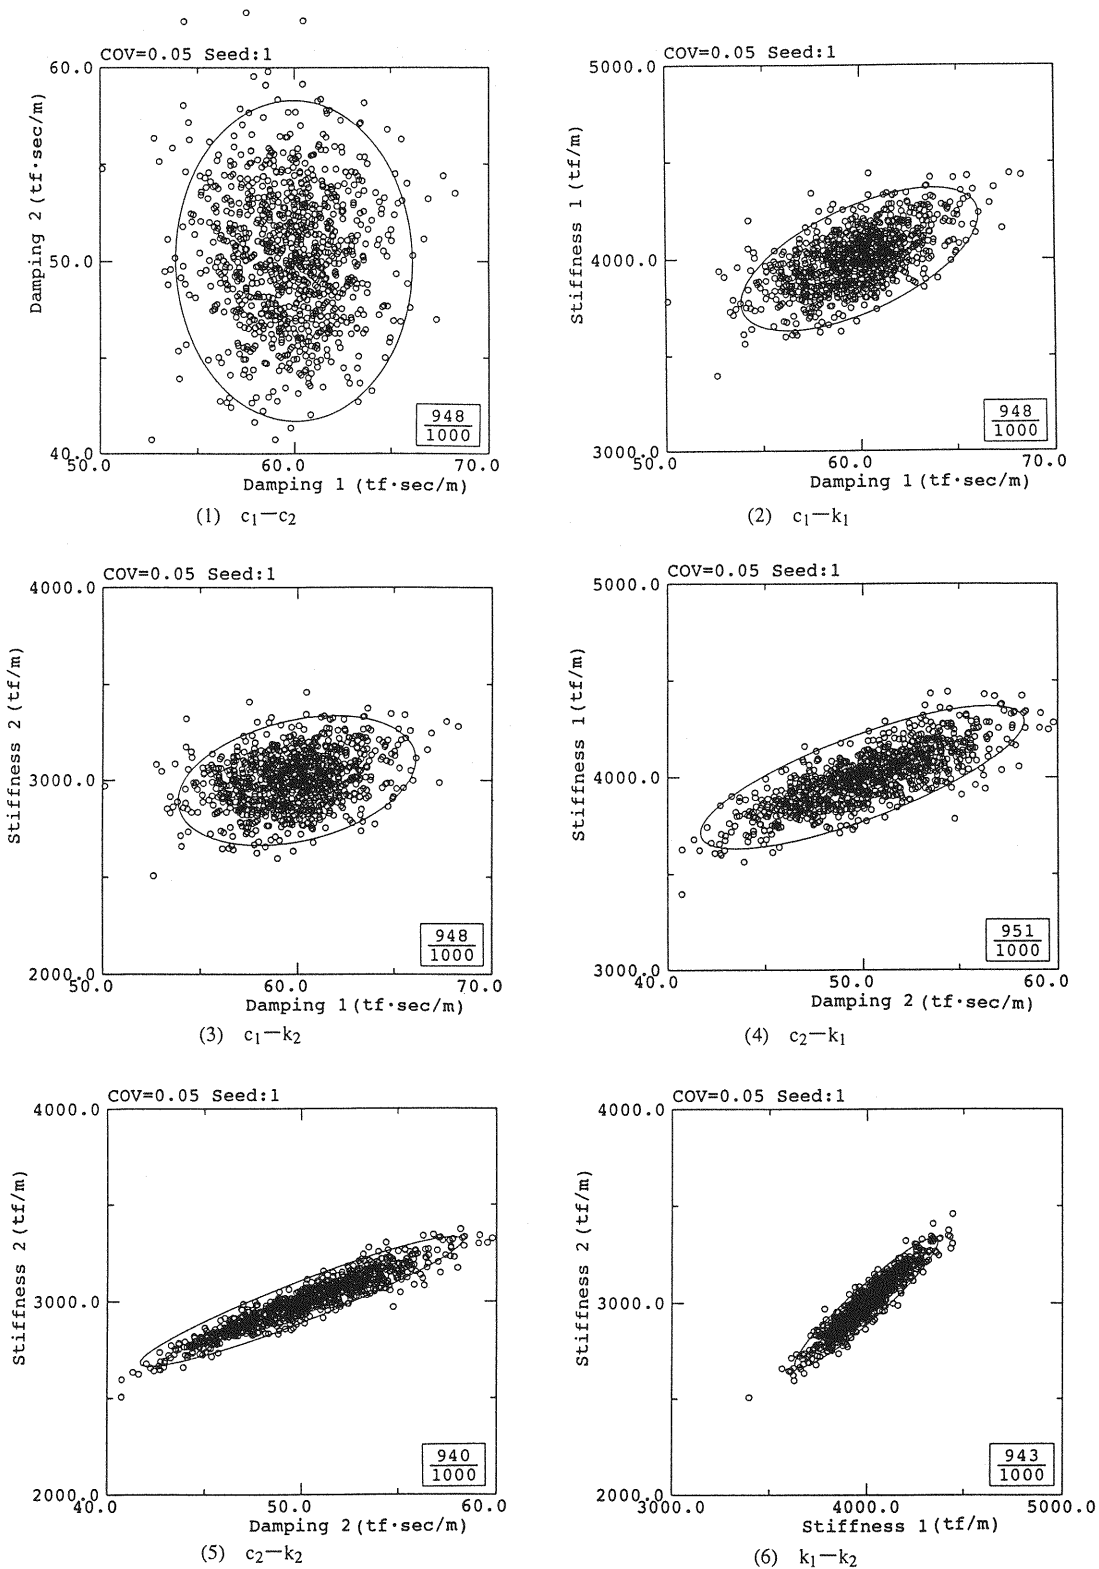 COV=0.05 Seed:1
60.0
50.0
40.0
50.0 60.0 70.0
Damping 2 (tf·sec/m)
Damping 1 (tf·sec/m)
948
1000
(1) c1—c2
COV=0.05 Seed:1
5000.0
4000.0
3000.0
50.0 60.0 70.0
Stiffness 1 (tf/m)
Damping 1 (tf·sec/m)
948
1000
(2) c1—k1
COV=0.05 Seed:1
4000.0
3000.0
2000.0
50.0 60.0 70.0
Stiffness 2 (tf/m)
Damping 1 (tf·sec/m)
948
1000
(3) c1—k2
COV=0.05 Seed:1
5000.0
4000.0
3000.0
40.0 50.0 60.0
Stiffness 1 (tf/m)
Damping 2 (tf·sec/m)
951
1000
(4) c2—k1
COV=0.05 Seed:1
4000.0
3000.0
2000.0
40.0 50.0 60.0
Stiffness 2 (tf/m)
Damping 2 (tf·sec/m)
940
1000
(5) c2—k2
COV=0.05 Seed:1
4000.0
3000.0
2000.0
3000.0 4000.0 5000.0
Stiffness 2 (tf/m)
Stiffness 1 (tf/m)
943
1000
(6) k1—k2